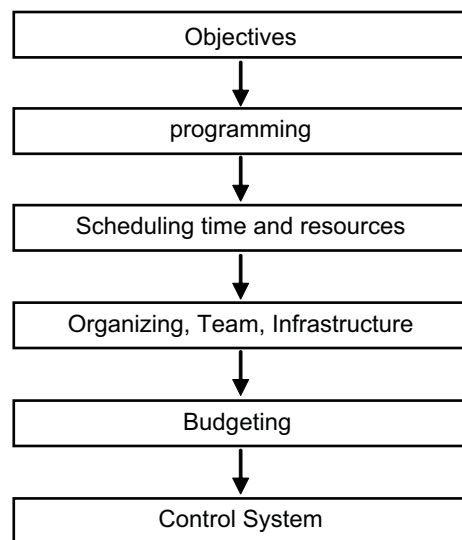 Objectives
programming
Scheduling time and resources
Organizing, Team, Infrastructure
Budgeting
Control System